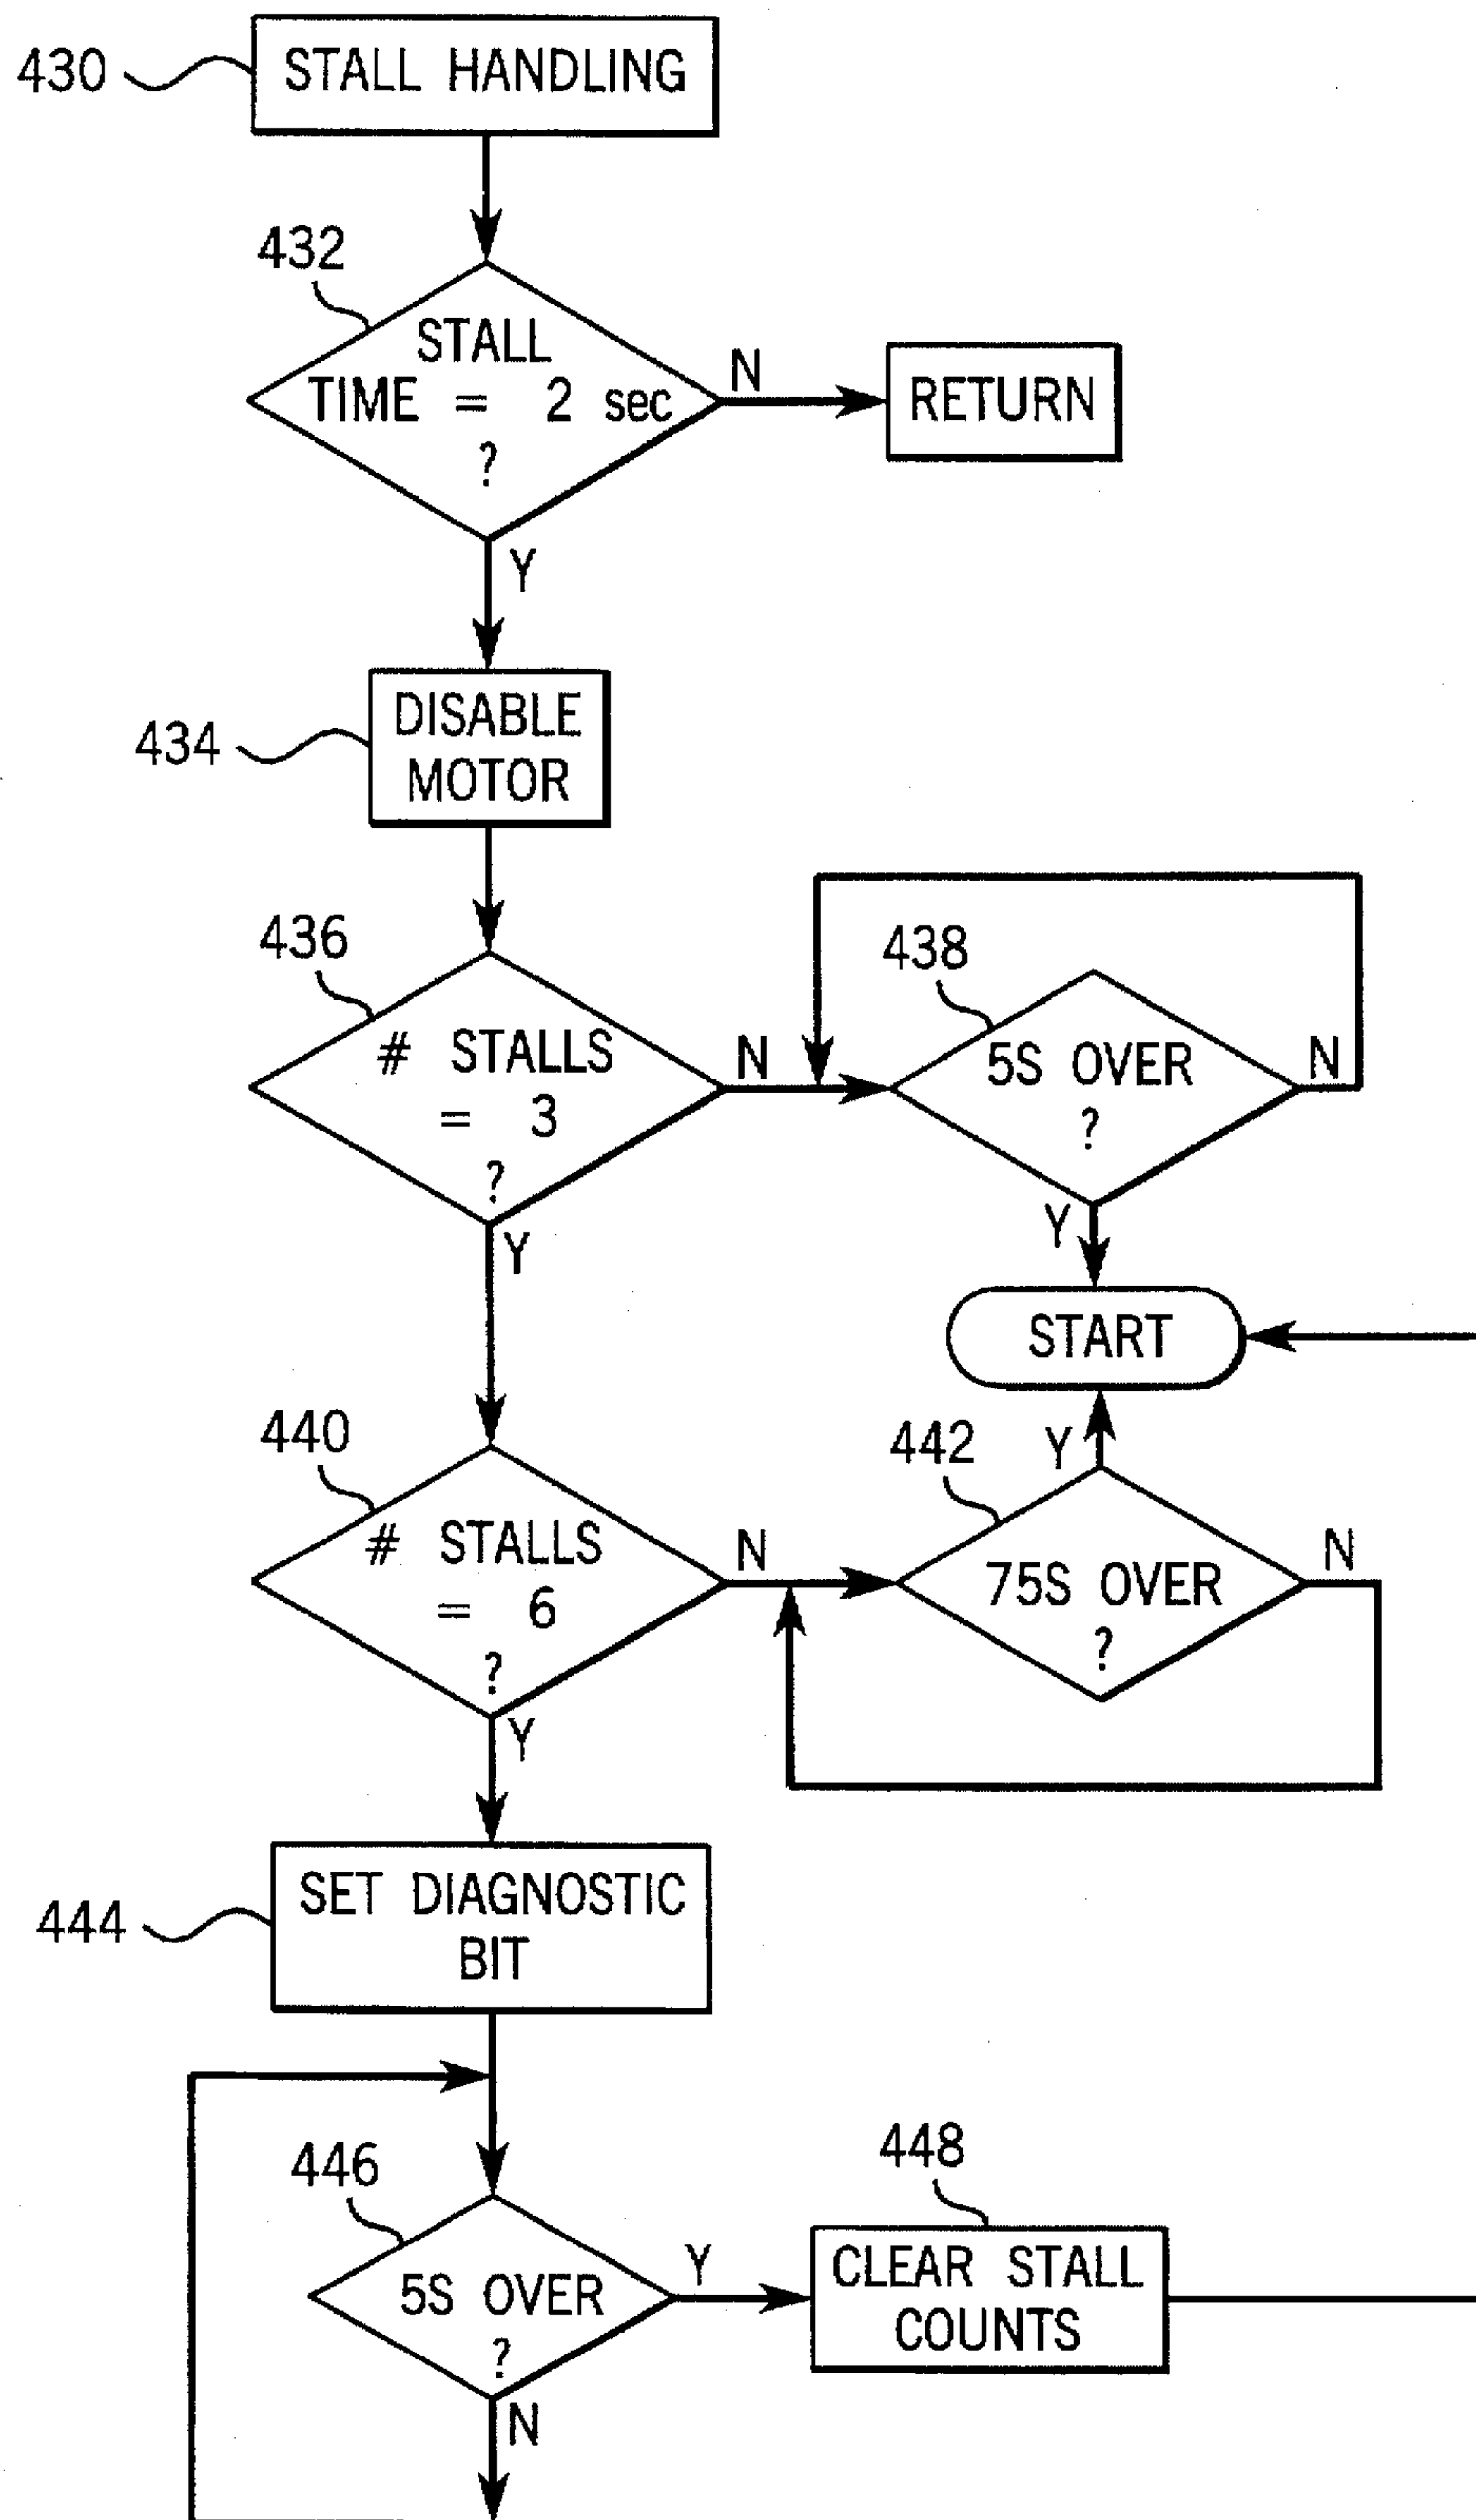 430
STALL HANDLING
432
STALL
TIME = 2 sec
?
N
RETURN
Y
434
DISABLE
MOTOR
436
# STALLS
= 3
?
N
438
5S OVER
?
N
Y
Y
START
440
# STALLS
= 6
?
N
442
Y
75S OVER
?
N
Y
444
SET DIAGNOSTIC
BIT
446
5S OVER
?
Y
448
CLEAR STALL
COUNTS
N